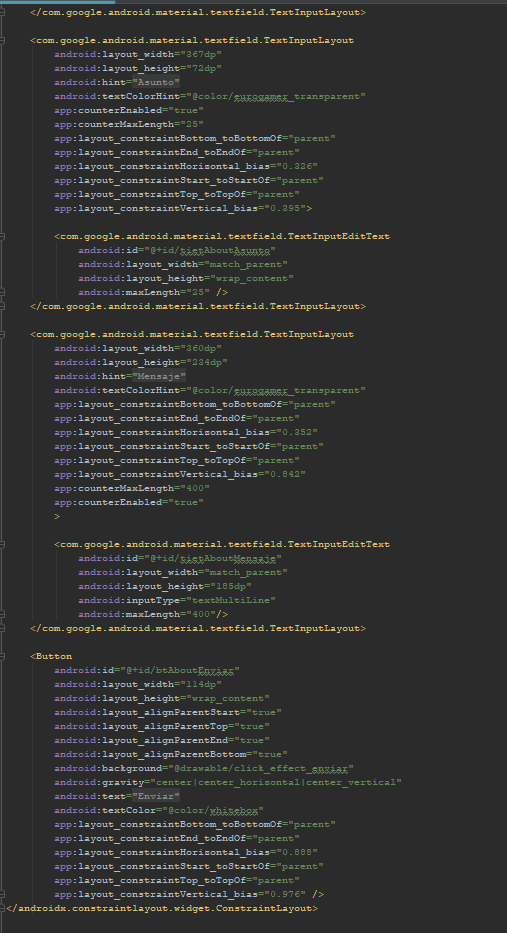 </com.google.android.material.textfield.TextInputLayout>
<com.google.android.material.textfield.TextInputLayout
android:layout_width="367dp"
android:layout_height="72dp"
android:hint="Asunto"
android:textColorHint="@color/eurogamer_transparent"
app:counterEnabled="true"
app:counterMaxLength="25"
app:layout_constraintBottom_toBottomOf="parent"
app:layout_constraintEnd_toEndOf="parent"
app:layout_constraintHorizontal_bias="0.326"
app:layout_constraintStart_toStartOf="parent"
app:layout_constraintTop_toTopOf="parent"
app:layout_constraintVertical_bias="0.395">
<com.google.android.material.textfield.TextInputEditText
android:id="@+id/tietAboutAsunto"
android:layout_width="match_parent"
android:layout_height="wrap_content"
android:maxLength="25" />
</com.google.android.material.textfield.TextInputLayout>
<com.google.android.material.textfield.TextInputLayout
android:layout_width="360dp"
android:layout_height="234dp"
android:hint="Mensaje"
android:textColorHint="@color/eurogamer_transparent"
app:layout_constraintBottom_toBottomOf="parent"
app:layout_constraintEnd_toEndOf="parent"
app:layout_constraintHorizontal_bias="0.352"
app:layout_constraintStart_toStartOf="parent"
app:layout_constraintTop_toTopOf="parent"
app:layout_constraintVertical_bias="0.842"
app:counterMaxLength="400"
app:counterEnabled="true"
>
<com.google.android.material.textfield.TextInputEditText
android:id="@+id/tietAboutMensaje"
android:layout_width="match_parent"
android:layout_height="185dp"
android:inputType="textMultiLine"
android:maxLength="400"/>
</com.google.android.material.textfield.TextInputLayout>
<Button
android:id="@+id/btAboutEnviar"
android:layout_width="114dp"
android:layout_height="wrap_content"
android:layout_alignParentStart="true"
android:layout_alignParentTop="true"
android:layout_alignParentEnd="true"
android:layout_alignParentBottom="true"
android:background="@drawable/click_effect_enviar"
android:gravity="center|center_horizontal|center_vertical"
android:text="Enviar"
android:textColor="@color/whitebox"
app:layout_constraintBottom_toBottomOf="parent"
app:layout_constraintEnd_toEndOf="parent"
app:layout_constraintHorizontal_bias="0.888"
app:layout_constraintStart_toStartOf="parent"
app:layout_constraintTop_toTopOf="parent"
app:layout_constraintVertical_bias="0.976" />
</androidx.constraintlayout.widget.ConstraintLayout>